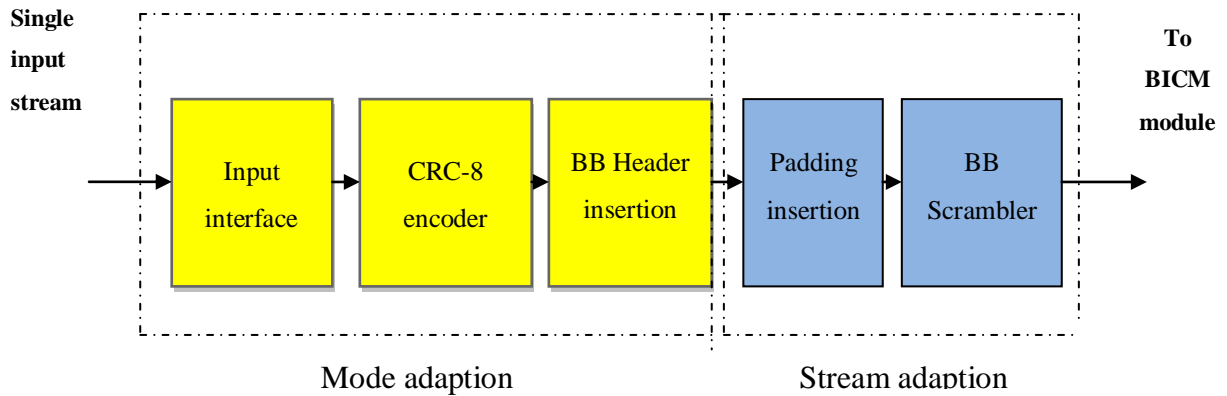 Single
input
stream
To
BICM
module
Input
interface
CRC-8
encoder
BB Header
insertion
Padding
insertion
BB
Scrambler
Mode adaption
Stream adaption